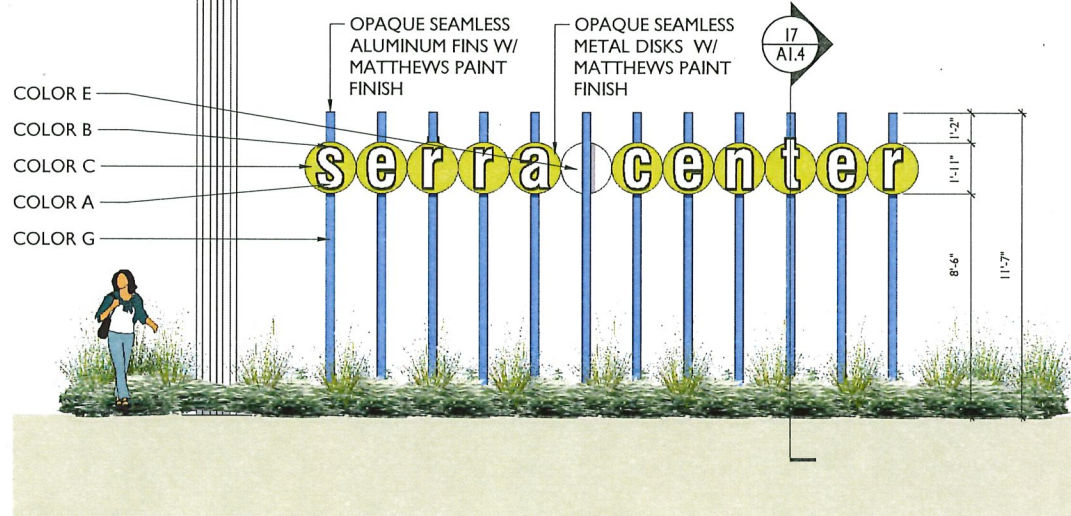 OPAQUE SEAMLESS
ALUMINUM FINS W/
MATTHEWS PAINT
FINISH
OPAQUE SEAMLESS
METAL DISKS W/
MATTHEWS PAINT
FINISH
17
A1.4
COLOR E
COLOR B
COLOR C
COLOR A
COLOR G
serra center
1'-2"
1'-11"
8'-6"
11'-7"